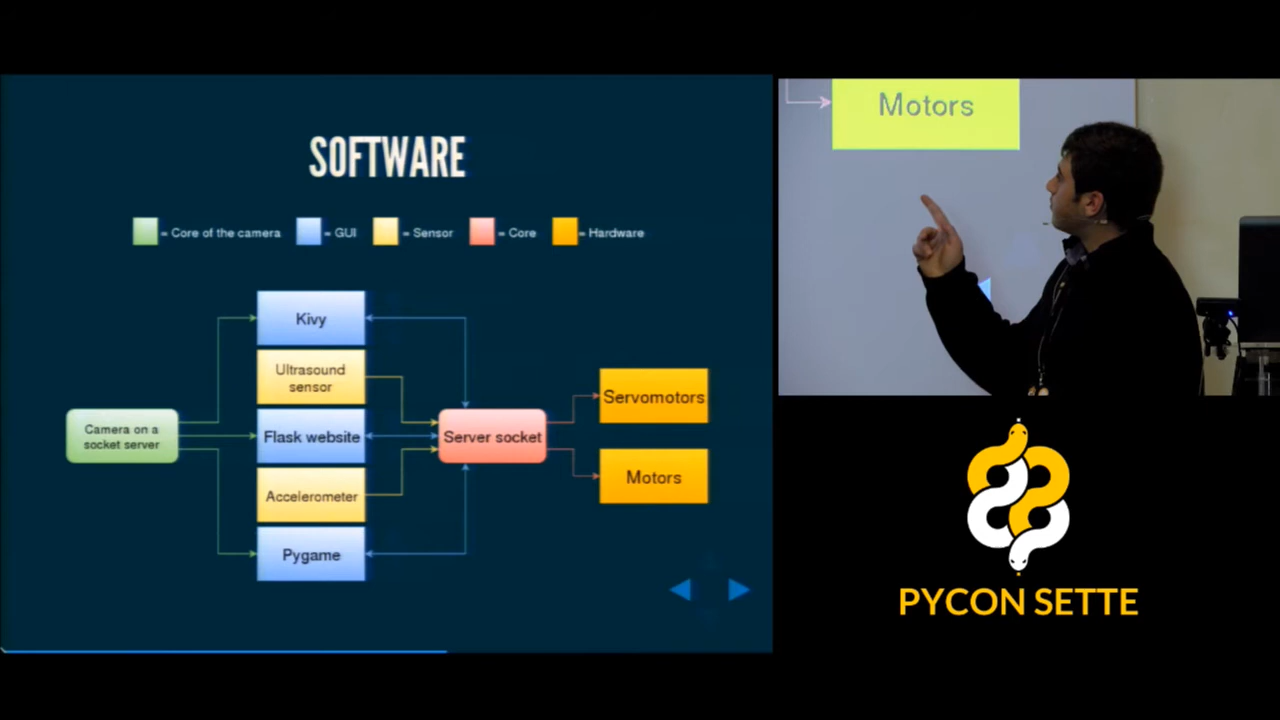 SOFTWARE
= Core of the camera = GUI = Sensor = Core = Hardware
Kivy
Ultrasound
sensor
Camera on a
socket server
Flask website
Server socket
Servomotors
Motors
Accelerometer
Pygame
Motors
PYCON SETTE